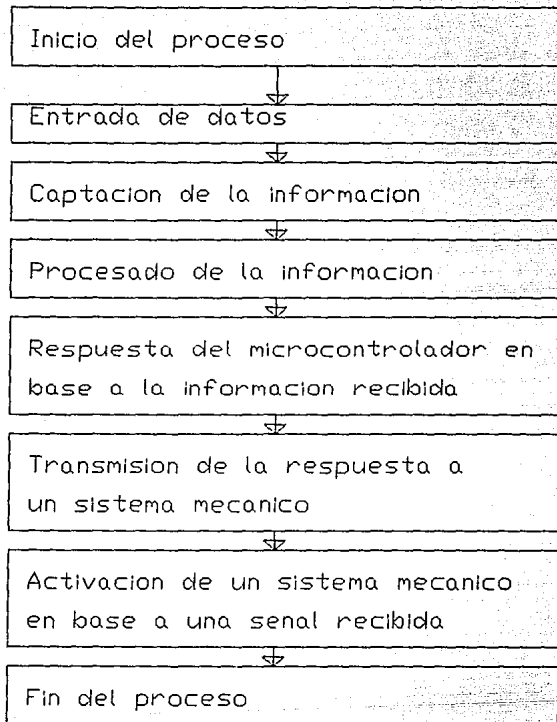 Inicio del proceso
Entrada de datos
Captacion de la informacion
Procesado de la informacion
Respuesta del microcontrolador en
base a la informacion recibida
Transmision de la respuesta a
un sistema mecanico
Activacion de un sistema mecanico
en base a una senal recibida
Fin del proceso